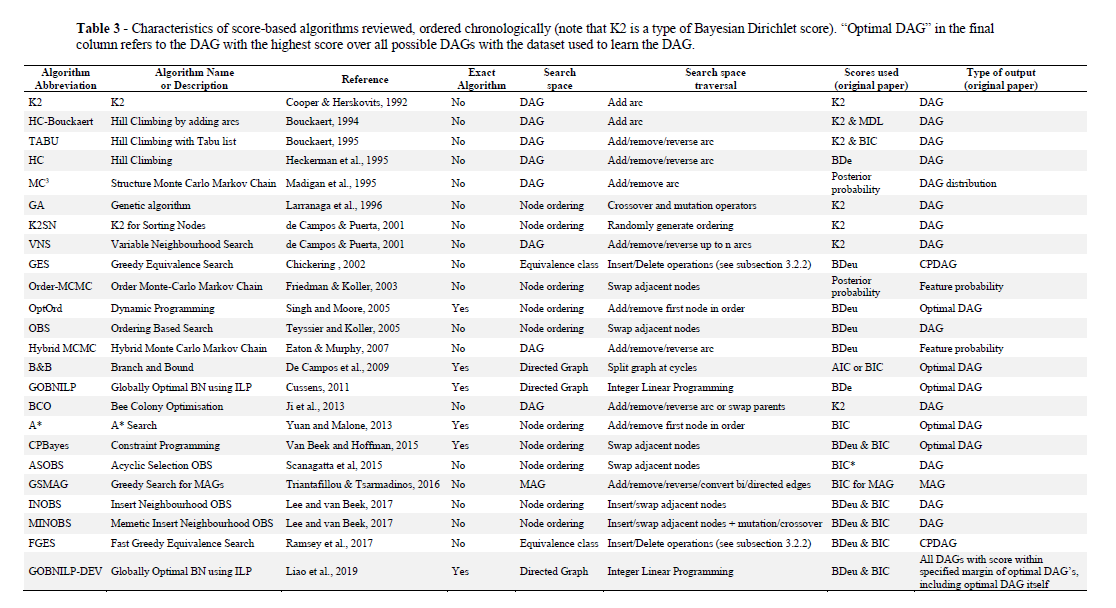 Table 3 - Characteristics of score-based algorithms reviewed, ordered chronologically (note that K2 is a type of Bayesian Dirichlet score). “Optimal DAG” in the final
column refers to the DAG with the highest score over all possible DAGs with the dataset used to learn the DAG.
Algorithm Abbreviation Algorithm Name or Description Reference Exact Algorithm Search space Search space traversal Scores used (original paper) Type of output (original paper)
K2 K2 Cooper & Herskovits, 1992 No DAG Add arc K2 DAG
HC-Bouckaert Hill Climbing by adding arcs Bouckaert, 1994 No DAG Add arc K2 & MDL DAG
TABU Hill Climbing with Tabu list Bouckaert, 1995 No DAG Add/remove/reverse arc K2 & BIC DAG
HC Hill Climbing Heckerman et al., 1995 No DAG Add/remove/reverse arc BDe DAG
MC³ Structure Monte Carlo Markov Chain Madigan et al., 1995 No DAG Add/remove arc Posterior probability DAG distribution
GA Genetic algorithm Larranaga et al., 1996 No Node ordering Crossover and mutation operators K2 DAG
K2SN K2 for Sorting Nodes de Campos & Puerta, 2001 No Node ordering Randomly generate ordering K2 DAG
VNS Variable Neighbourhood Search de Campos & Puerta, 2001 No DAG Add/remove/reverse up to n arcs K2 DAG
GES Greedy Equivalence Search Chickering , 2002 No Equivalence class Insert/Delete operations (see subsection 3.2.2) BDeu CPDAG
Order-MCMC Order Monte-Carlo Markov Chain Friedman & Koller, 2003 No Node ordering Swap adjacent nodes Posterior probability Feature probability
OptOrd Dynamic Programming Singh and Moore, 2005 Yes Node ordering Add/remove first node in order BDeu Optimal DAG
OBS Ordering Based Search Teyssier and Koller, 2005 No Node ordering Swap adjacent nodes BDeu DAG
Hybrid MCMC Hybrid Monte Carlo Markov Chain Eaton & Murphy, 2007 No DAG Add/remove/reverse arc BDeu Feature probability
B&B Branch and Bound De Campos et al., 2009 Yes Directed Graph Split graph at cycles AIC or BIC Optimal DAG
GOBNILP Globally Optimal BN using ILP Cussens, 2011 Yes Directed Graph Integer Linear Programming BDe Optimal DAG
BCO Bee Colony Optimisation Ji et al., 2013 No DAG Add/remove/reverse arc or swap parents K2 DAG
A* A* Search Yuan and Malone, 2013 Yes Node ordering Add/remove first node in order BIC Optimal DAG
CPBayes Constraint Programming Van Beek and Hoffman, 2015 Yes Node ordering Swap adjacent nodes BDeu & BIC Optimal DAG
ASOBS Acyclic Selection OBS Scanagatta et al, 2015 No Node ordering Swap adjacent nodes BIC* DAG
GSMAG Greedy Search for MAGs Triantafillou & Tsarmadinos, 2016 No MAG Add/remove/reverse/convert bi/directed edges BIC for MAG MAG
INOBS Insert Neighbourhood OBS Lee and van Beek, 2017 No Node ordering Insert/swap adjacent nodes BDeu & BIC DAG
MINOBS Memetic Insert Neighbourhood OBS Lee and van Beek, 2017 No Node ordering Insert/swap adjacent nodes + mutation/crossover BDeu & BIC DAG
FGES Fast Greedy Equivalence Search Ramsey et al., 2017 No Equivalence class Insert/Delete operations (see subsection 3.2.2) BDeu & BIC CPDAG
GOBNILP-DEV Globally Optimal BN using ILP Liao et al., 2019 Yes Directed Graph Integer Linear Programming BDeu & BIC All DAGs with score within specified margin of optimal DAG’s, including optimal DAG itself